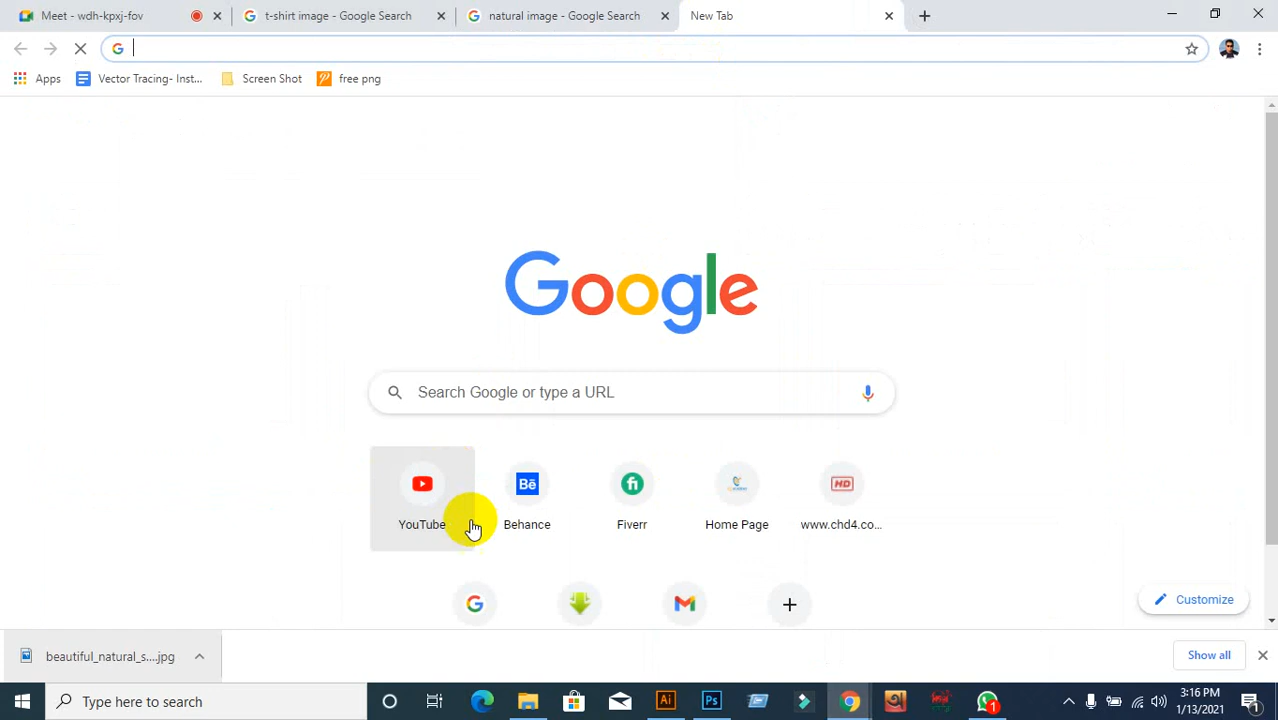 Meet - wdh-kpxj-fov
t-shirt image - Google Search
natural image - Google Search
New Tab
Apps
Vector Tracing- Inst...
Screen Shot
free png
Google
Search Google or type a URL
YouTube
Behance
Fiverr
Home Page
www.chd4.co...
Customize
beautiful_natural_s....jpg
Show all
Type here to search
3:16 PM
1/13/2021